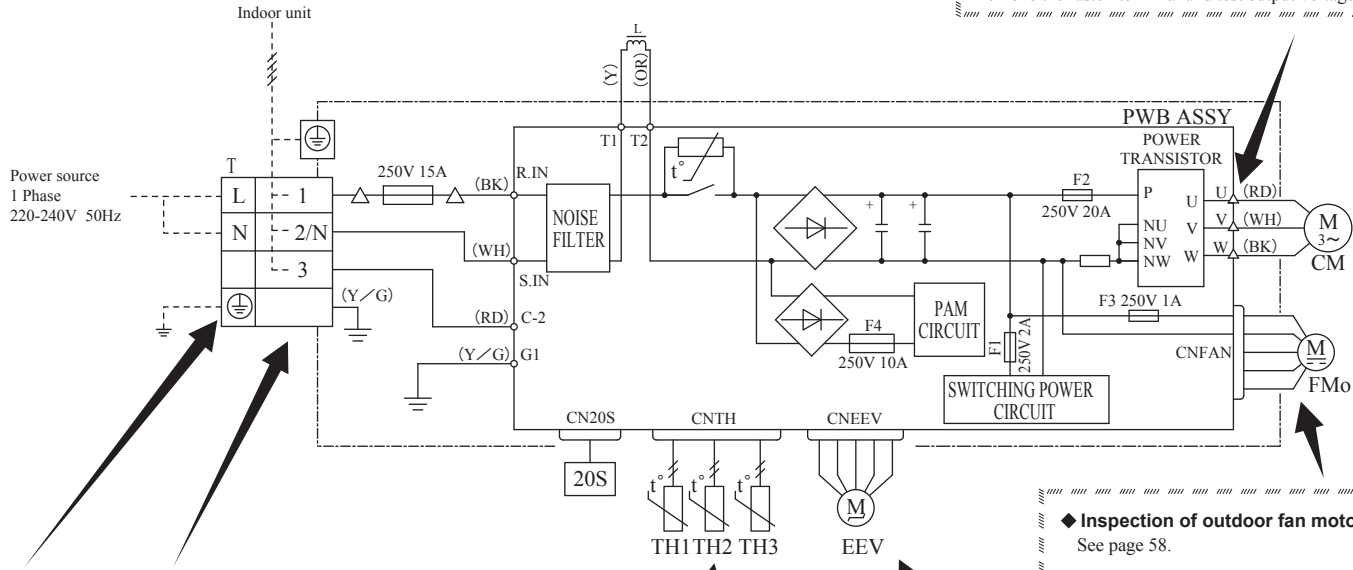 Indoor unit
L
(Y)
(OR)
PWB ASSY
T1 T2
POWER
TRANSISTOR
Power source
1 Phase
220-240V 50Hz
T
L
1
N
2/N
3
250V 15A
(BK)
R.IN
(WH)
S.IN
NOISE
FILTER
t°
+
+
F2
250V 20A
P
NU
NV
NW
U
V
W
U
(RD)
V
(WH)
W
(BK)
M
3~
CM
(Y/G)
(RD)
C-2
(Y/G)
G1
F4
250V 10A
PAM
CIRCUIT
F1
250V 2A
F3 250V 1A
CNFAN
M
FMo
SWITCHING POWER
CIRCUIT
CN20S
CNTH
CNEEV
20S
t°
t°
t°
M
TH1 TH2 TH3
EEV
◆ Inspection of outdoor fan moto
See page 58.